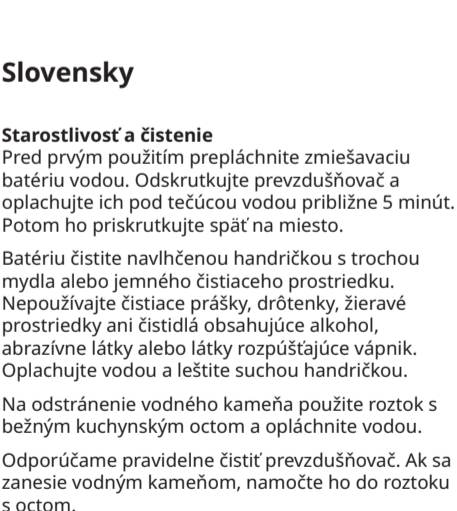 Slovensky
Starostlivosť a čistenie
Pred prvým použitím prepláchnite zmiešavaciu
batériu vodou. Odskrutkujte prevzdušňovač a
oplachujte ich pod tečúcou vodou približne 5 minút.
Potom ho priskrutkujte späť na miesto.
Batériu čistite navlhčenou handričkou s trochou
mydla alebo jemného čistiaceho prostriedku.
Nepoužívajte čistiace prášky, drôtenky, žieravé
prostriedky ani čistidlá obsahujúce alkohol,
abrazívne látky alebo látky rozpúšťajúce vápnik.
Oplachujte vodou a leštite suchou handričkou.
Na odstránenie vodného kameňa použite roztok s
bežným kuchynským octom a opláchnite vodou.
Odporúčame pravidelne čistiť prevzdušňovač. Ak sa
zanesie vodným kameňom, namočte ho do roztoku
s octom.